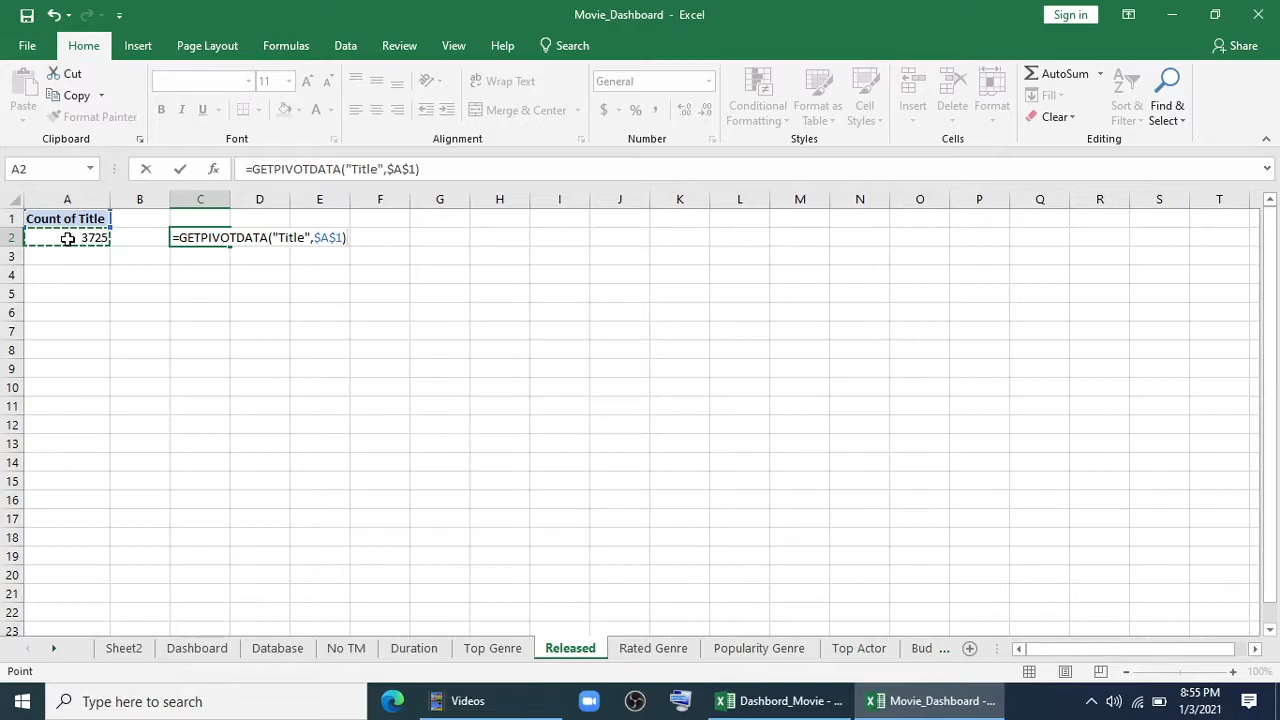 Movie_Dashboard - Excel
Sign in
File Home Insert Page Layout Formulas Data Review View Help Search Share
Paste Cut Copy Format Painter Clipboard
11 B I U A A A Font
Wrap Text Merge & Center Alignment
General $ % , Number
Conditional Formatting Format as Table Cell Styles Styles
Insert Delete Format Cells
AutoSum Fill Clear Sort & Filter Find & Select Editing
A2 fx =GETPIVOTDATA("Title",$A$1)
A B C D E F G H I J K L M N O P Q R S T
1 Count of Title
2 3725 =GETPIVOTDATA("Title",$A$1)
3
4
5
6
7
8
9
10
11
12
13
14
15
16
17
18
19
20
21
22
23
Sheet2 Dashboard Database No TM Duration Top Genre Released Rated Genre Popularity Genre Top Actor Bud ...
Point 100%
Type here to search Videos Dashbord_Movie - ... Movie_Dashboard -... 8:55 PM
1/3/2021